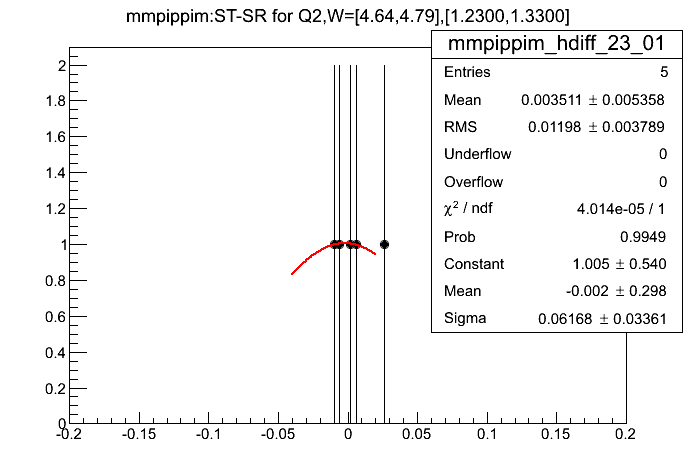 mmpippim:ST-SR for Q2,W=[4.64,4.79],[1.2300,1.3300]
mmpippim_hdiff_23_01
Entries 5
Mean 0.003511 ± 0.005358
RMS 0.01198 ± 0.003789
Underflow 0
Overflow 0
χ² / ndf 4.014e-05 / 1
Prob 0.9949
Constant 1.005 ± 0.540
Mean -0.002 ± 0.298
Sigma 0.06168 ± 0.03361
2
1.8
1.6
1.4
1.2
1
0.8
0.6
0.4
0.2
0
-0.2 -0.15 -0.1 -0.05 0 0.05 0.1 0.15 0.2